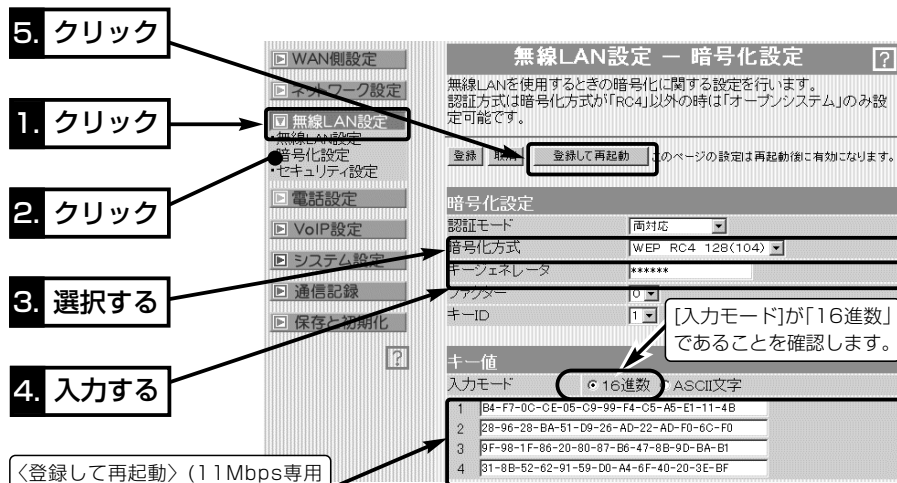 5. クリック
1. クリック
2. クリック
3. 選択する
4. 入力する
WAN側設定
ネットワーク設定
無線LAN設定
・無線LAN設定
暗号化設定
・セキュリティ設定
電話設定
VoIP設定
システム設定
通信記録
保存と初期化
?
無線LAN設定 － 暗号化設定 ?
無線LANを使用するときの暗号化に関する設定を行います。
認証方式は暗号化方式が「RC4」以外の時は「オープンシステム」のみ設
定可能です。
登録 取消 登録して再起動 このページの設定は再起動後に有効になります。
暗号化設定
認証モード 両対応
暗号化方式 WEP RC4 128(104)
キージェネレータ ******
ファクター 0
キーID 1
[入力モード]が「16進数」
であることを確認します。
キー値
入力モード 16進数 ASCII文字
1 B4-F7-0C-CE-05-C9-99-F4-C5-A5-E1-11-4B
2 28-96-28-BA-51-D9-26-AD-22-AD-F0-6C-F0
3 9F-98-1F-86-20-80-87-B6-47-8B-9D-BA-B1
4 31-8B-52-62-91-59-D0-A4-6F-40-20-3E-BF
〈登録して再起動〉(11Mbps専用